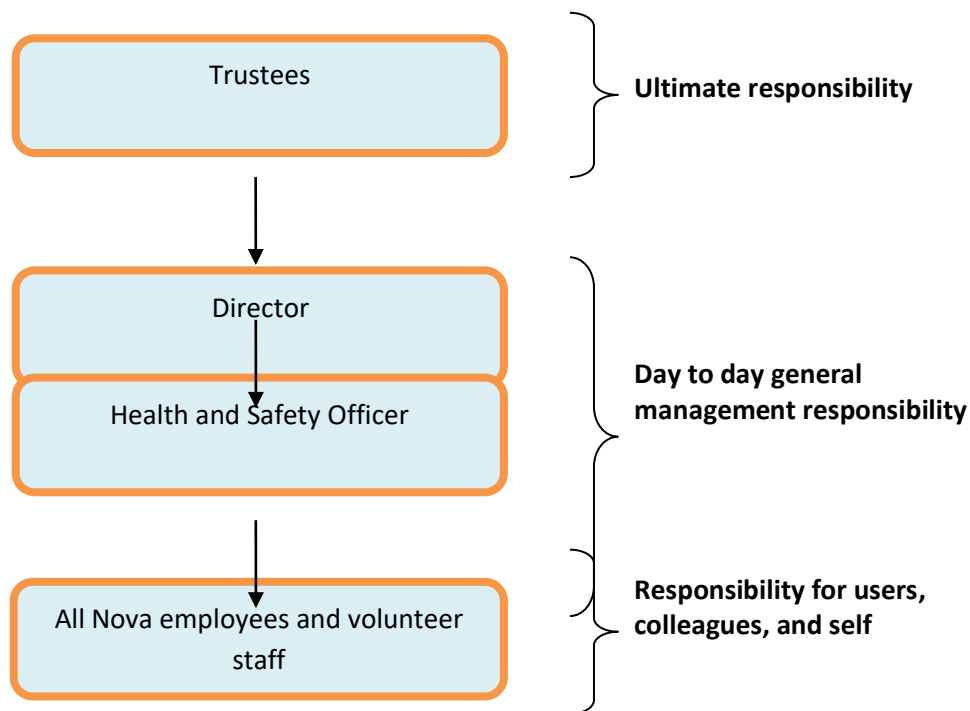 Trustees
Ultimate responsibility
Director
Day to day general
management responsibility
Health and Safety Officer
All Nova employees and volunteer
staff
Responsibility for users,
colleagues, and self